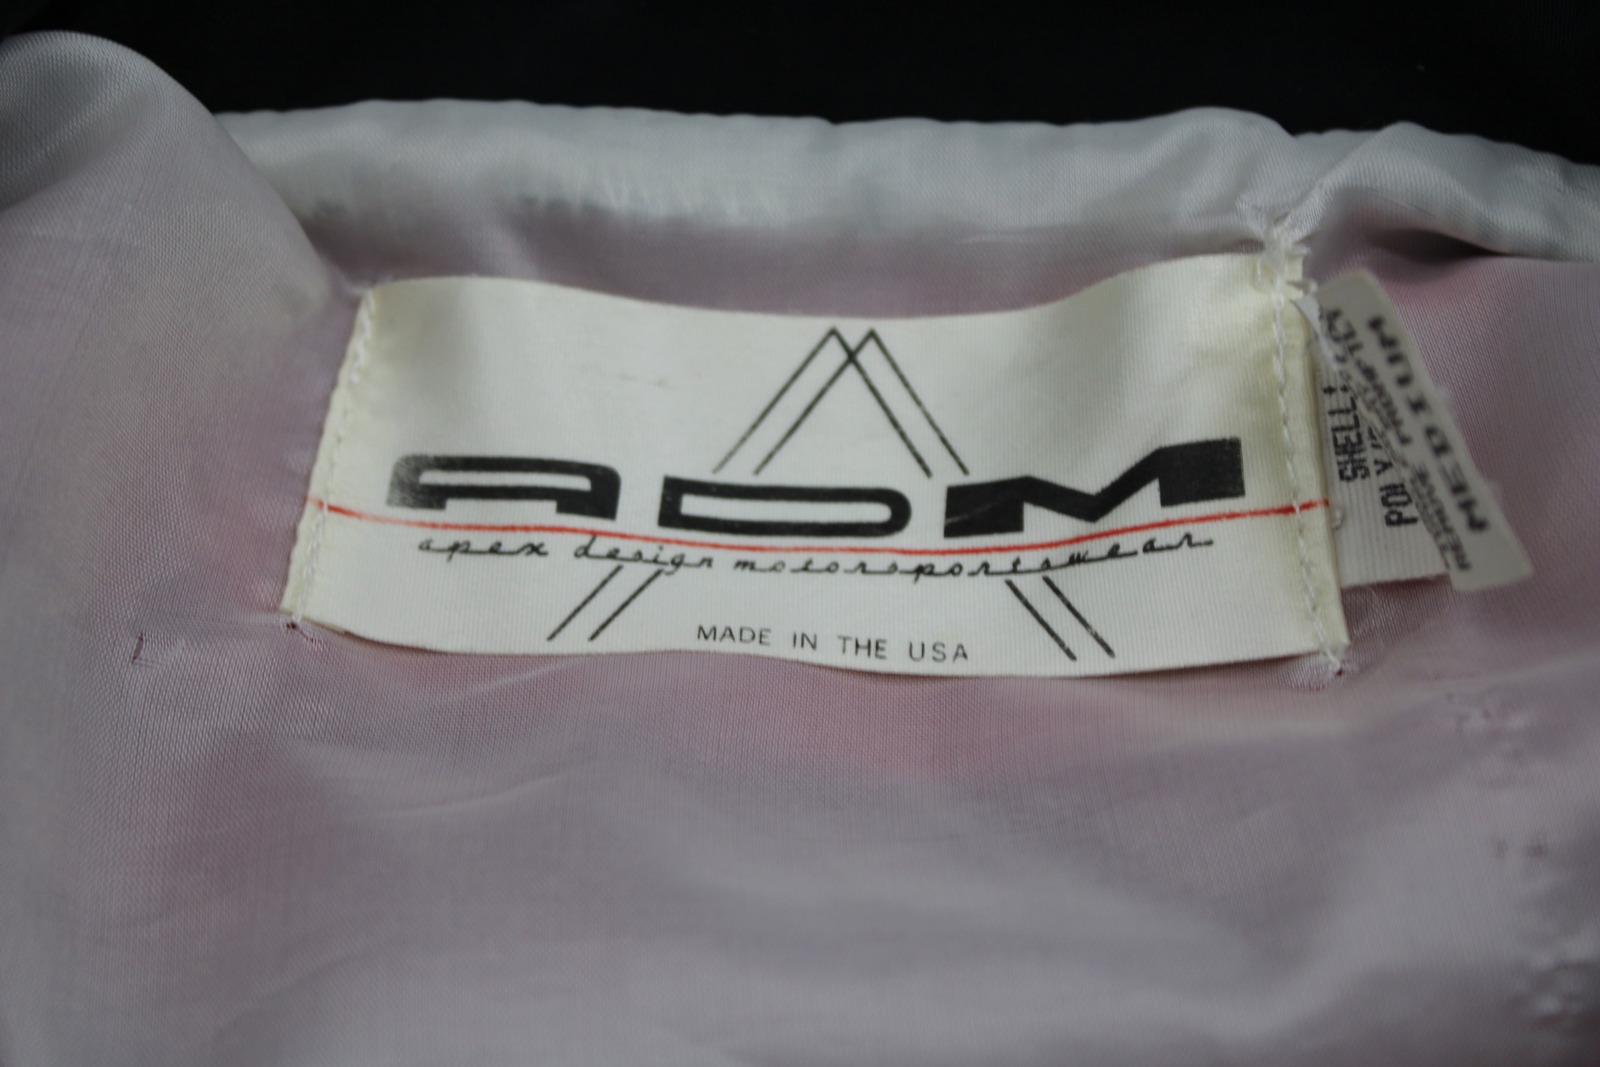 ADM
apex design motorsportswear
MADE IN THE USA
SHELL:
MEDIUM